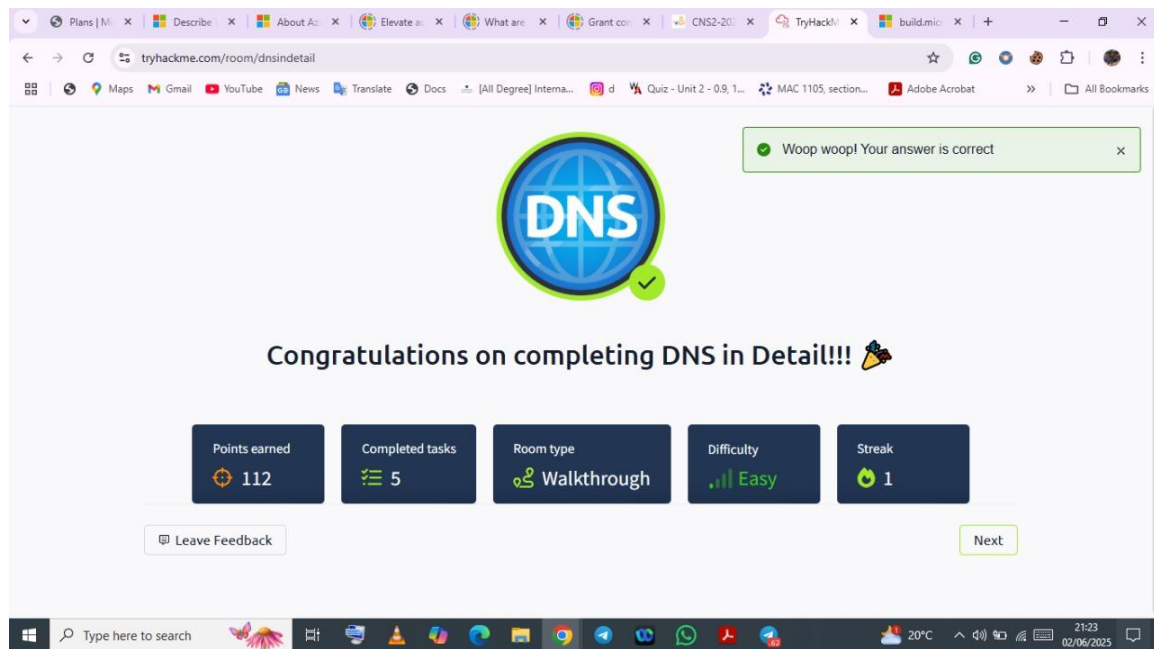 Plans | Mi
Describe
About Az
Elevate ac
What are
Grant con
CNS2-202
TryHackM
build.micr
tryhackme.com/room/dnsindetail
Maps
Gmail
YouTube
News
Translate
Docs
[All Degree] Interna...
d
Quiz - Unit 2 - 0.9, 1...
MAC 1105, section...
Adobe Acrobat
»
All Bookmarks
Woop woop! Your answer is correct
DNS
Congratulations on completing DNS in Detail!!!
Points earned
112
Completed tasks
5
Room type
Walkthrough
Difficulty
Easy
Streak
1
Leave Feedback
Next
Type here to search
20°C
21:23
02/06/2025